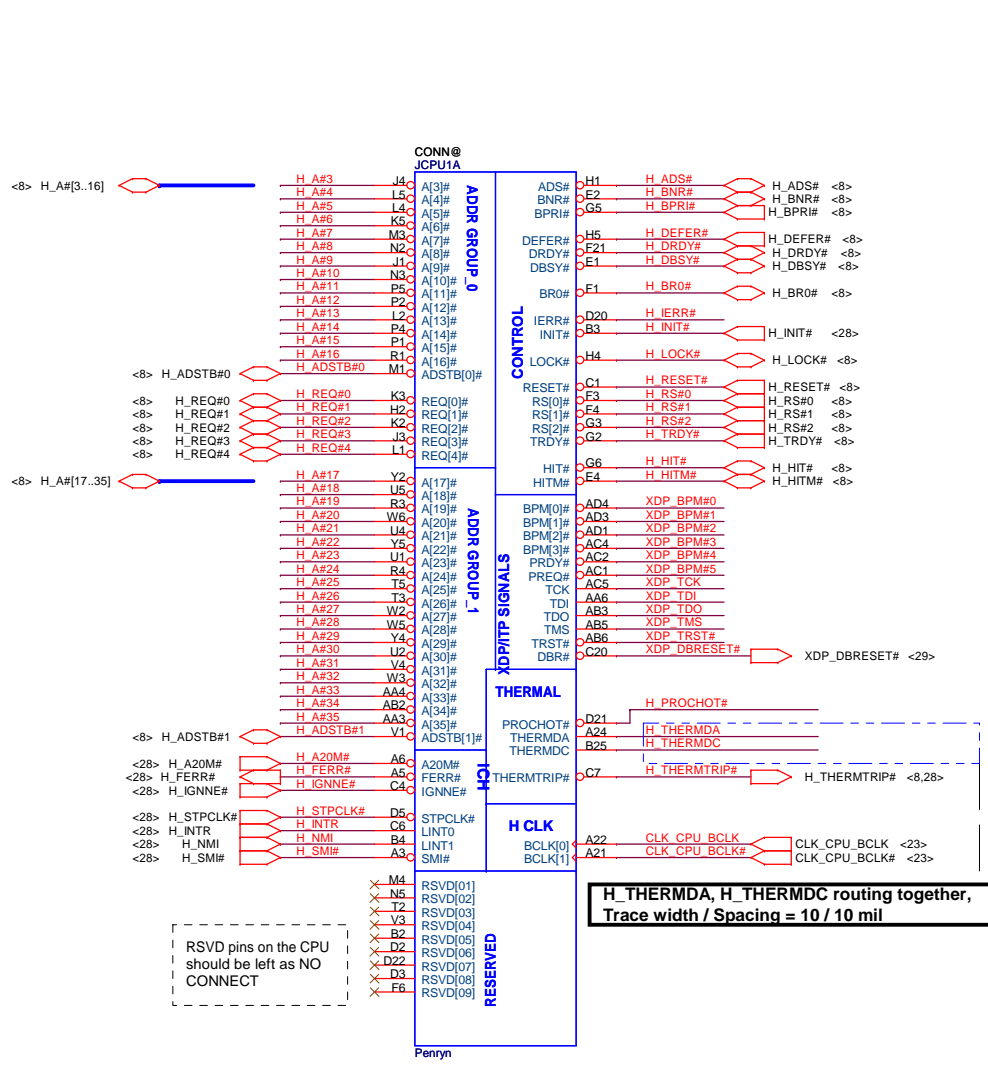 CONN@
JCPU1A
<8> H_A#[3..16]
H_A#3 J4 A[3]#
H_A#4 L5 A[4]#
H_A#5 L4 A[5]#
H_A#6 K5 A[6]#
H_A#7 M3 A[7]#
H_A#8 N2 A[8]#
H_A#9 J1 A[9]#
H_A#10 N3 A[10]#
H_A#11 P5 A[11]#
H_A#12 P2 A[12]#
H_A#13 L2 A[13]#
H_A#14 P4 A[14]#
H_A#15 P1 A[15]#
H_A#16 R1 A[16]#
<8> H_ADSTB#0 H_ADSTB#0 M1 ADSTB[0]#
<8> H_REQ#0 H_REQ#0 K3 REQ[0]#
<8> H_REQ#1 H_REQ#1 H2 REQ[1]#
<8> H_REQ#2 H_REQ#2 K2 REQ[2]#
<8> H_REQ#3 H_REQ#3 J3 REQ[3]#
<8> H_REQ#4 H_REQ#4 L1 REQ[4]#
ADDR GROUP_0
<8> H_A#[17..35]
H_A#17 Y2 A[17]#
H_A#18 U5 A[18]#
H_A#19 R3 A[19]#
H_A#20 W6 A[20]#
H_A#21 U4 A[21]#
H_A#22 Y5 A[22]#
H_A#23 U1 A[23]#
H_A#24 R4 A[24]#
H_A#25 T5 A[25]#
H_A#26 T3 A[26]#
H_A#27 W2 A[27]#
H_A#28 W5 A[28]#
H_A#29 Y4 A[29]#
H_A#30 U2 A[30]#
H_A#31 V4 A[31]#
H_A#32 W3 A[32]#
H_A#33 AA4 A[33]#
H_A#34 AB2 A[34]#
H_A#35 AA3 A[35]#
<8> H_ADSTB#1 H_ADSTB#1 V1 ADSTB[1]#
ADDR GROUP_1
<28> H_A20M# H_A20M# A6 A20M#
<28> H_FERR# H_FERR# A5 FERR#
<28> H_IGNNE# H_IGNNE# C4 IGNNE#
<28> H_STPCLK# H_STPCLK# D5 STPCLK#
<28> H_INTR H_INTR C6 LINT0
<28> H_NMI H_NMI B4 LINT1
<28> H_SMI# H_SMI# A3 SMI#
ICH
M4 RSVD[01]
N5 RSVD[02]
T2 RSVD[03]
V3 RSVD[04]
B2 RSVD[05]
D2 RSVD[06]
D22 RSVD[07]
D3 RSVD[08]
F6 RSVD[09]
RESERVED
RSVD pins on the CPU
should be left as NO
CONNECT
Penryn
CONTROL
ADS# H1 H_ADS# H_ADS# <8>
BNR# E2 H_BNR# H_BNR# <8>
BPRI# G5 H_BPRI# H_BPRI# <8>
DEFER# H5 H_DEFER# H_DEFER# <8>
DRDY# F21 H_DRDY# H_DRDY# <8>
DBSY# E1 H_DBSY# H_DBSY# <8>
BR0# F1 H_BR0# H_BR0# <8>
IERR# D20 H_IERR#
INIT# B3 H_INIT# H_INIT# <28>
LOCK# H4 H_LOCK# H_LOCK# <8>
RESET# C1 H_RESET# H_RESET# <8>
RS[0]# F3 H_RS#0 H_RS#0 <8>
RS[1]# F4 H_RS#1 H_RS#1 <8>
RS[2]# G3 H_RS#2 H_RS#2 <8>
TRDY# G2 H_TRDY# H_TRDY# <8>
HIT# G6 H_HIT# H_HIT# <8>
HITM# E4 H_HITM# H_HITM# <8>
XDP/ITP SIGNALS
BPM[0]# AD4 XDP_BPM#0
BPM[1]# AD3 XDP_BPM#1
BPM[2]# AD1 XDP_BPM#2
BPM[3]# AC4 XDP_BPM#3
PRDY# AC2 XDP_BPM#4
PREQ# AC1 XDP_BPM#5
TCK AC5 XDP_TCK
TDI AA6 XDP_TDI
TDO AB3 XDP_TDO
TMS AB5 XDP_TMS
TRST# AB6 XDP_TRST#
DBR# C20 XDP_DBRESET# XDP_DBRESET# <29>
THERMAL
PROCHOT# D21 H_PROCHOT#
THERMDA A24 H_THERMDA
THERMDC B25 H_THERMDC
THERMTRIP# C7 H_THERMTRIP# H_THERMTRIP# <8,28>
H CLK
BCLK[0] A22 CLK_CPU_BCLK CLK_CPU_BCLK <23>
BCLK[1] A21 CLK_CPU_BCLK# CLK_CPU_BCLK# <23>
H_THERMDA, H_THERMDC routing together,
Trace width / Spacing = 10 / 10 mil